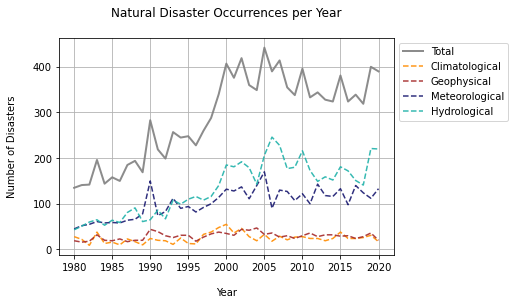 Natural Disaster Occurrences per Year
Number of Disasters
400
300
200
100
0
1980
1985
1990
1995
2000
2005
2010
2015
2020
Year
Total
Climatological
Geophysical
Meteorological
Hydrological